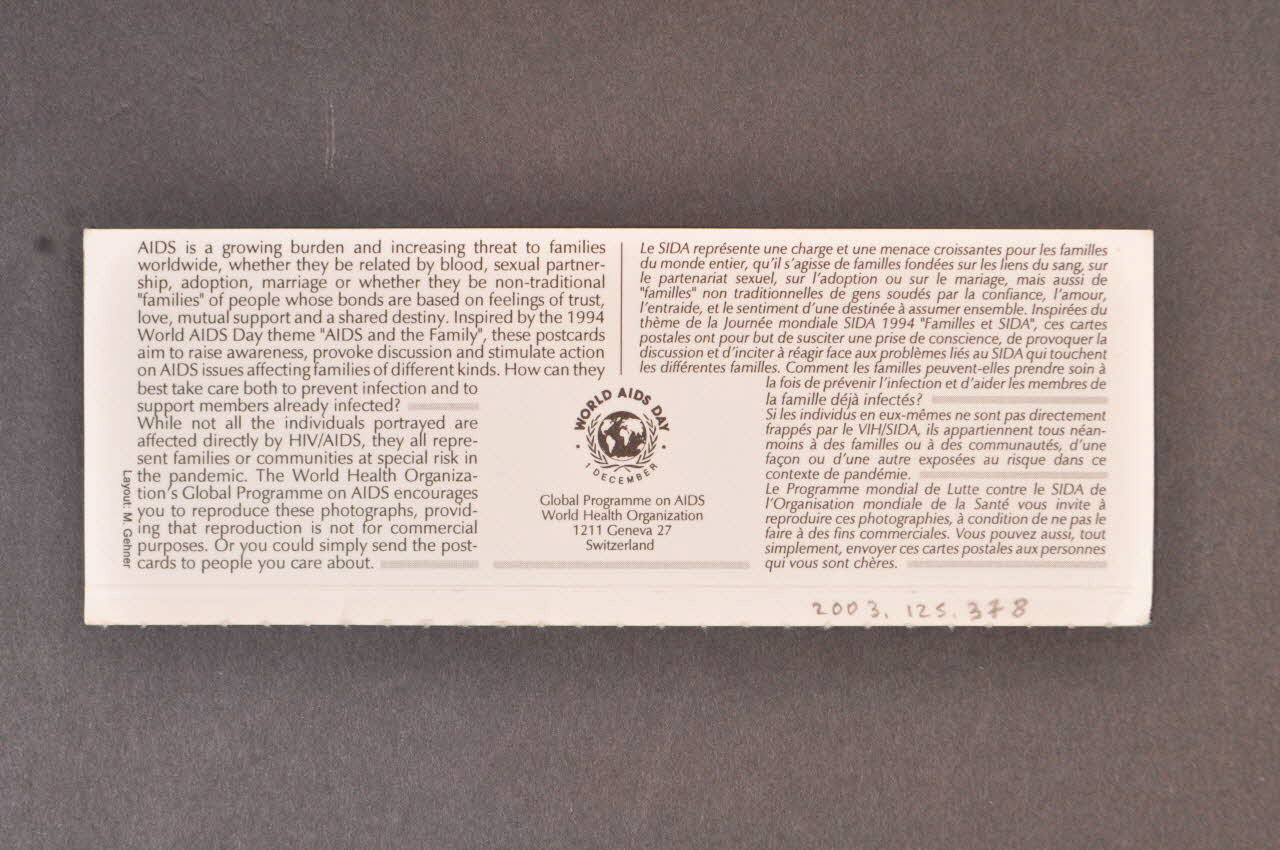 AIDS is a growing burden and increasing threat to families
worldwide, whether they be related by blood, sexual partner-
ship, adoption, marriage or whether they be non-traditional
"families" of people whose bonds are based on feelings of trust,
love, mutual support and a shared destiny. Inspired by the 1994
World AIDS Day theme "AIDS and the Family", these postcards
aim to raise awareness, provoke discussion and stimulate action
on AIDS issues affecting families of different kinds. How can they
best take care both to prevent infection and to
support members already infected?
While not all the individuals portrayed are
affected directly by HIV/AIDS, they all repre-
sent families or communities at special risk in
the pandemic. The World Health Organiza-
tion's Global Programme on AIDS encourages
you to reproduce these photographs, provid-
ing that reproduction is not for commercial
purposes. Or you could simply send the post-
cards to people you care about.
Layout: M. Gehner
WORLD AIDS DAY
1 DECEMBER
Global Programme on AIDS
World Health Organization
1211 Geneva 27
Switzerland
Le SIDA représente une charge et une menace croissantes pour les familles
du monde entier, qu'il s'agisse de familles fondées sur les liens du sang, sur
le partenariat sexuel, sur l'adoption ou sur le mariage, mais aussi de
"familles" non traditionnelles de gens soudés par la confiance, l'amour,
l'entraide, et le sentiment d'une destinée à assumer ensemble. Inspirées du
thème de la Journée mondiale SIDA 1994 "Familles et SIDA", ces cartes
postales ont pour but de susciter une prise de conscience, de provoquer la
discussion et d'inciter à réagir face aux problèmes liés au SIDA qui touchent
les différentes familles. Comment les familles peuvent-elles prendre soin à
la fois de prévenir l'infection et d'aider les membres de
la famille déjà infectés?
Si les individus en eux-mêmes ne sont pas directement
frappés par le VIH/SIDA, ils appartiennent tous néan-
moins à des familles ou à des communautés, d'une
façon ou d'une autre exposées au risque dans ce
contexte de pandémie.
Le Programme mondial de Lutte contre le SIDA de
l'Organisation mondiale de la Santé vous invite à
reproduire ces photographies, à condition de ne pas le
faire à des fins commerciales. Vous pouvez aussi, tout
simplement, envoyer ces cartes postales aux personnes
qui vous sont chères.
2003. 125. 378